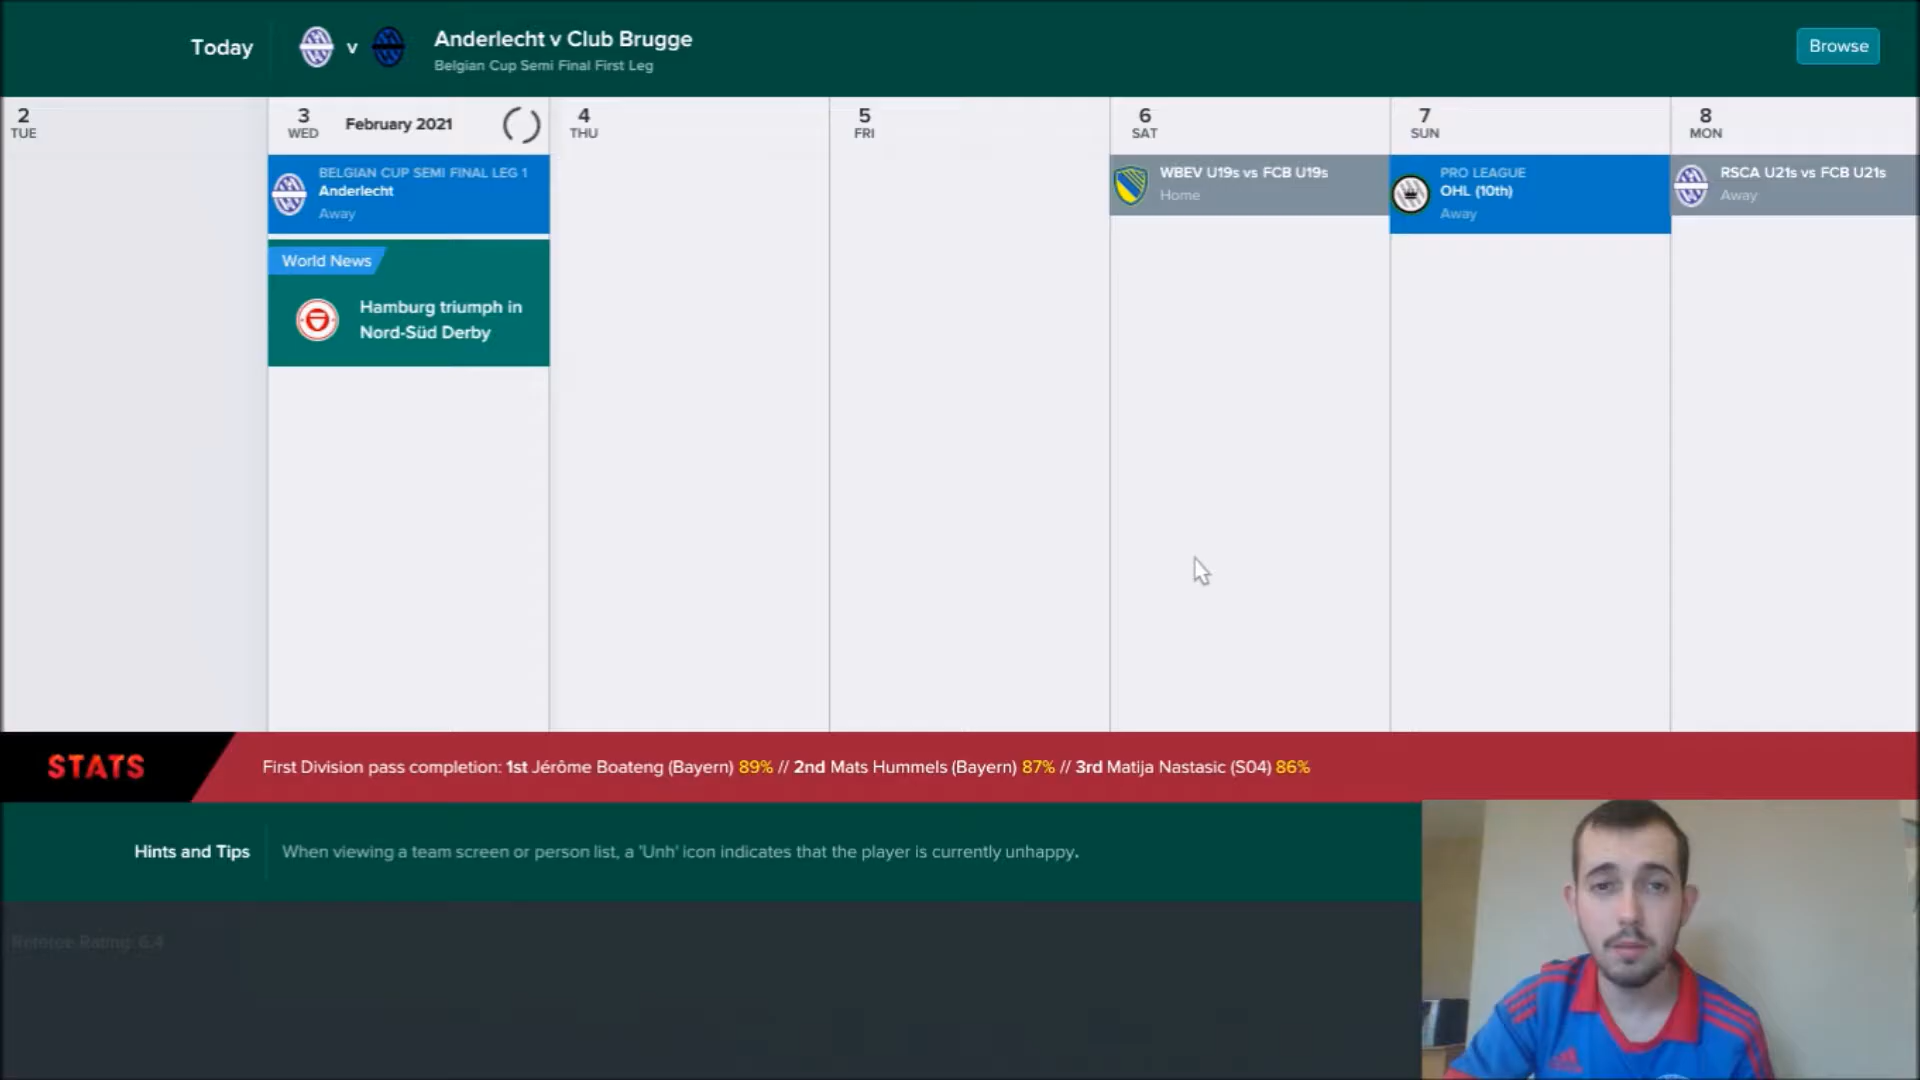 Today
v
Anderlecht v Club Brugge
Belgian Cup Semi Final First Leg
Browse
2
TUE
3
WED
February 2021
4
THU
5
FRI
6
SAT
7
SUN
8
MON
BELGIAN CUP SEMI FINAL LEG 1
Anderlecht
Away
WBEV U19s vs FCB U19s
Home
PRO LEAGUE
OHL (10th)
Away
RSCA U21s vs FCB U21s
Away
World News
Hamburg triumph in
Nord-Süd Derby
STATS
First Division pass completion: 1st Jérôme Boateng (Bayern) 89% // 2nd Mats Hummels (Bayern) 87% // 3rd Matija Nastasic (S04) 86%
Hints and Tips
When viewing a team screen or person list, a 'Unh' icon indicates that the player is currently unhappy.
Referee Rating: 6.4